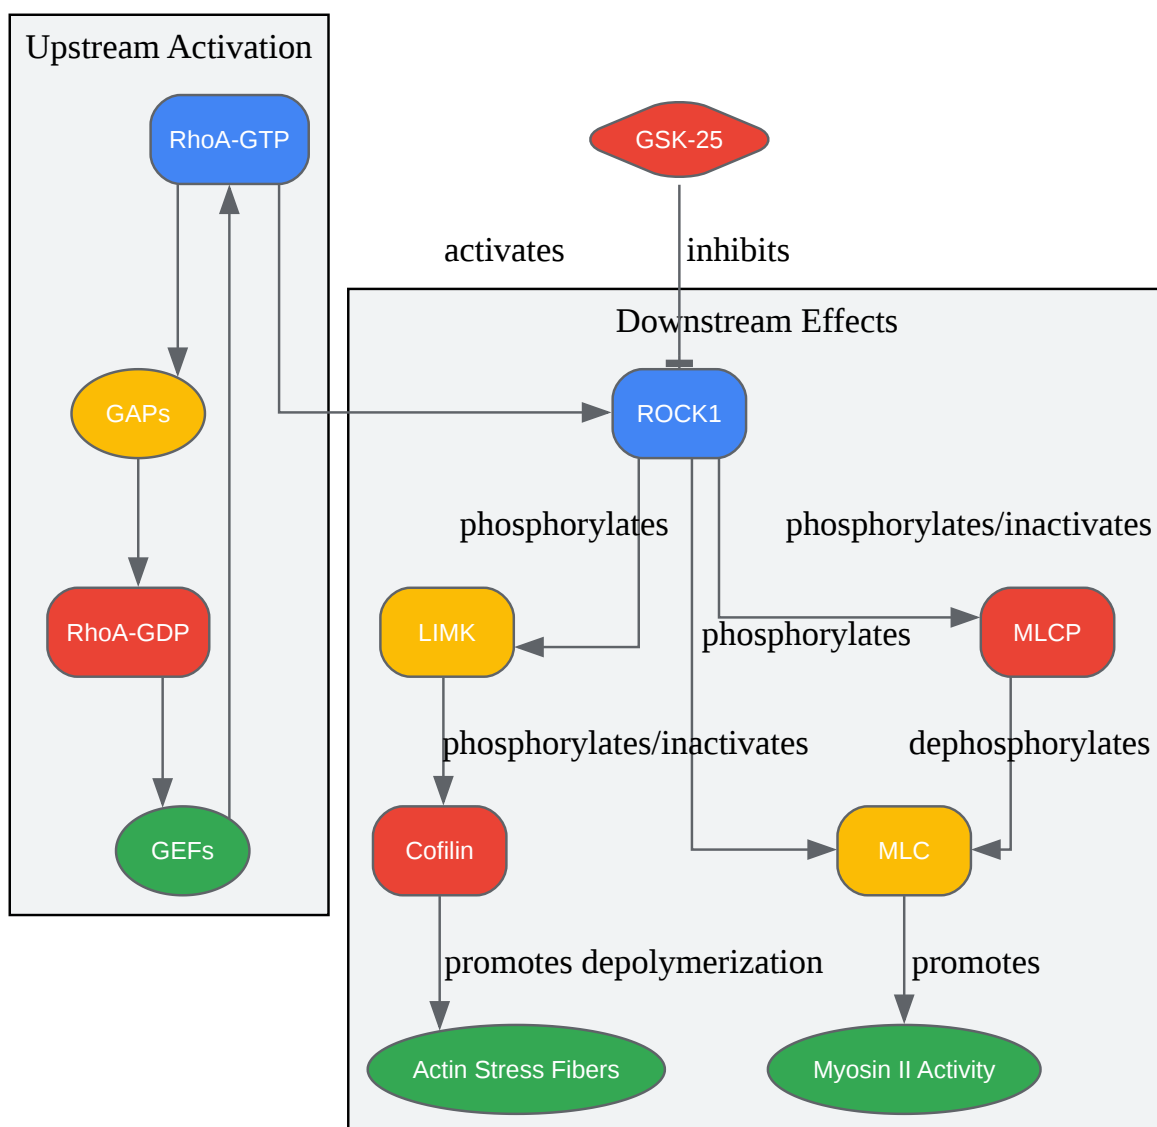 Upstream Activation
RhoA-GTP
GSK-25
activates
inhibits
Downstream Effects
GAPs
ROCK1
phosphorylates
phosphorylates/inactivates
RhoA-GDP
LIMK
phosphorylates
MLCP
phosphorylates/inactivates
dephosphorylates
GEFs
Cofilin
MLC
promotes depolymerization
promotes
Actin Stress Fibers
Myosin II Activity